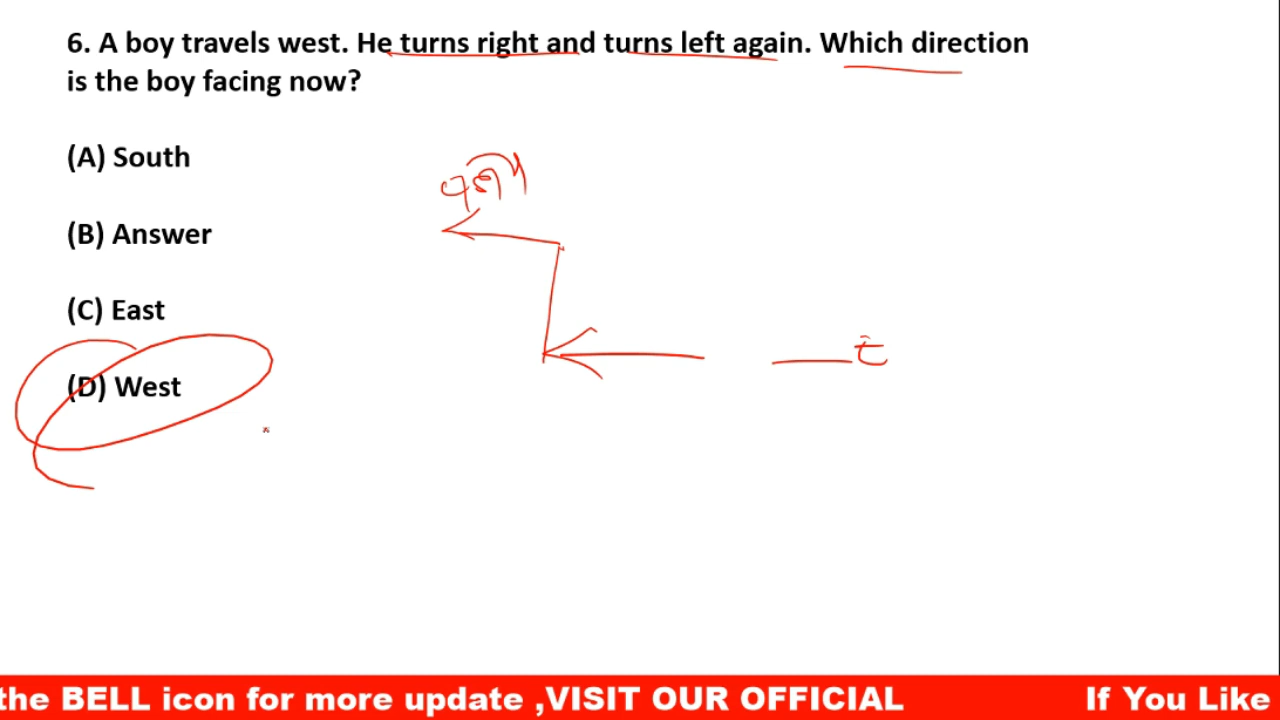 6. A boy travels west. He turns right and turns left again. Which direction
is the boy facing now?
(A) South
(B) Answer
(C) East
(D) West
the BELL icon for more update ,VISIT OUR OFFICIAL If You Like